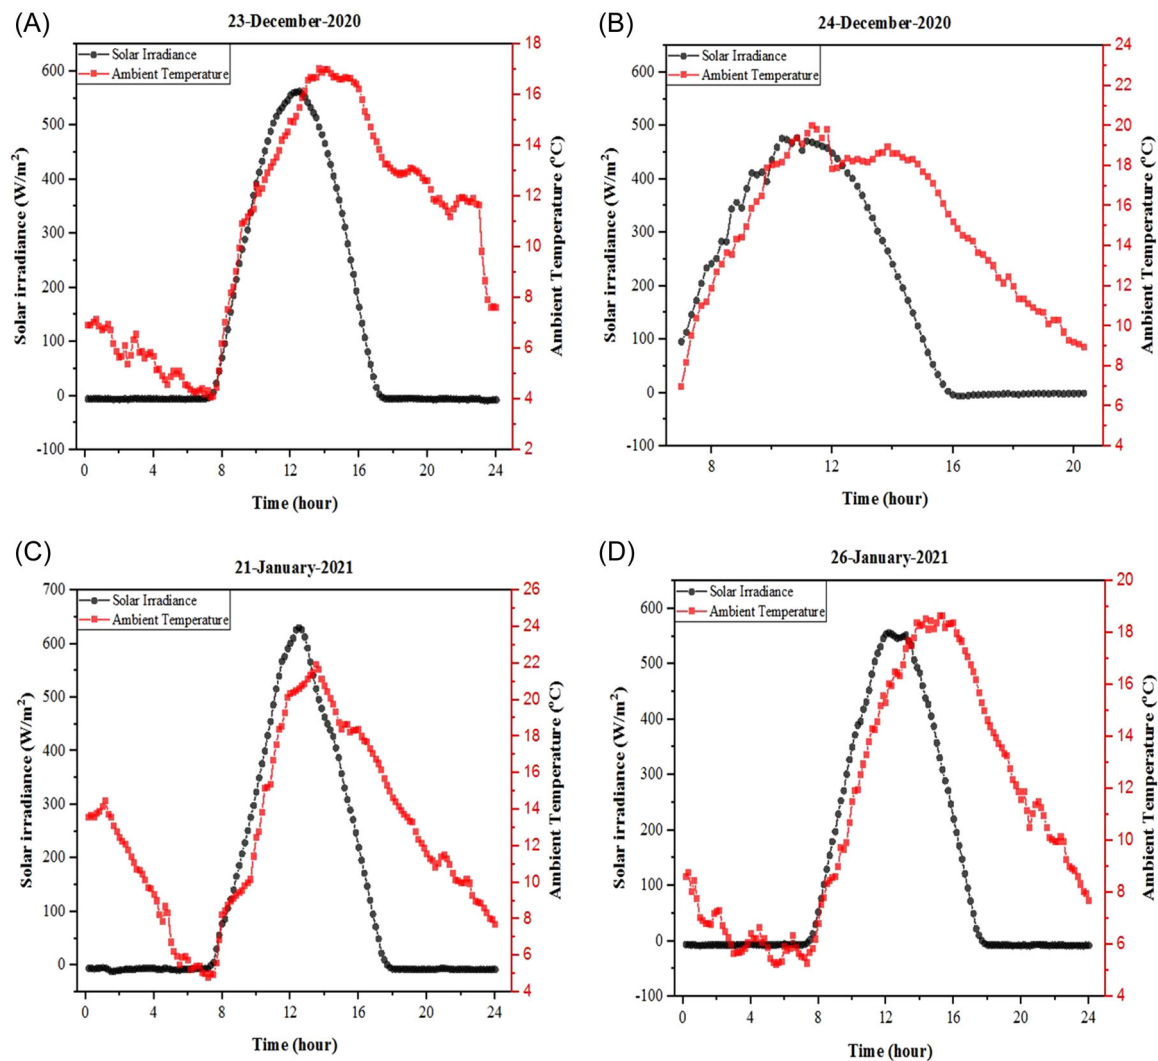 (A)
23-December-2020
Solar Irradiance
Ambient Temperature
Solar irradiance (W/m²)
600
500
400
300
200
100
0
-100
18
16
14
12
10
8
6
4
2
Ambient Temperature (°C)
0 4 8 12 16 20 24
Time (hour)
(B)
24-December-2020
Solar Irradiance
Ambient Temperature
Solar irradiance (W/m²)
600
500
400
300
200
100
0
-100
24
22
20
18
16
14
12
10
8
6
4
Ambient Temperature (°C)
8 12 16 20
Time (hour)
(C)
21-January-2021
Solar Irradiance
Ambient Temperature
Solar irradiance (W/m²)
700
600
500
400
300
200
100
0
26
24
22
20
18
16
14
12
10
8
6
4
Ambient Temperature (°C)
0 4 8 12 16 20 24
Time (hour)
(D)
26-January-2021
Solar Irradiance
Ambient Temperature
Solar irradiance (W/m²)
600
500
400
300
200
100
0
-100
20
18
16
14
12
10
8
6
4
Ambient Temperature (°C)
0 4 8 12 16 20 24
Time (hour)